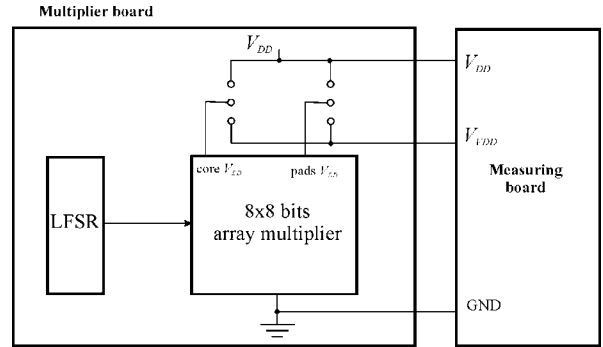 Multiplier board
V_DD
V_DD
V_VDD
core V_DD
pads V_DD
Measuring
board
LFSR
8x8 bits
array multiplier
GND